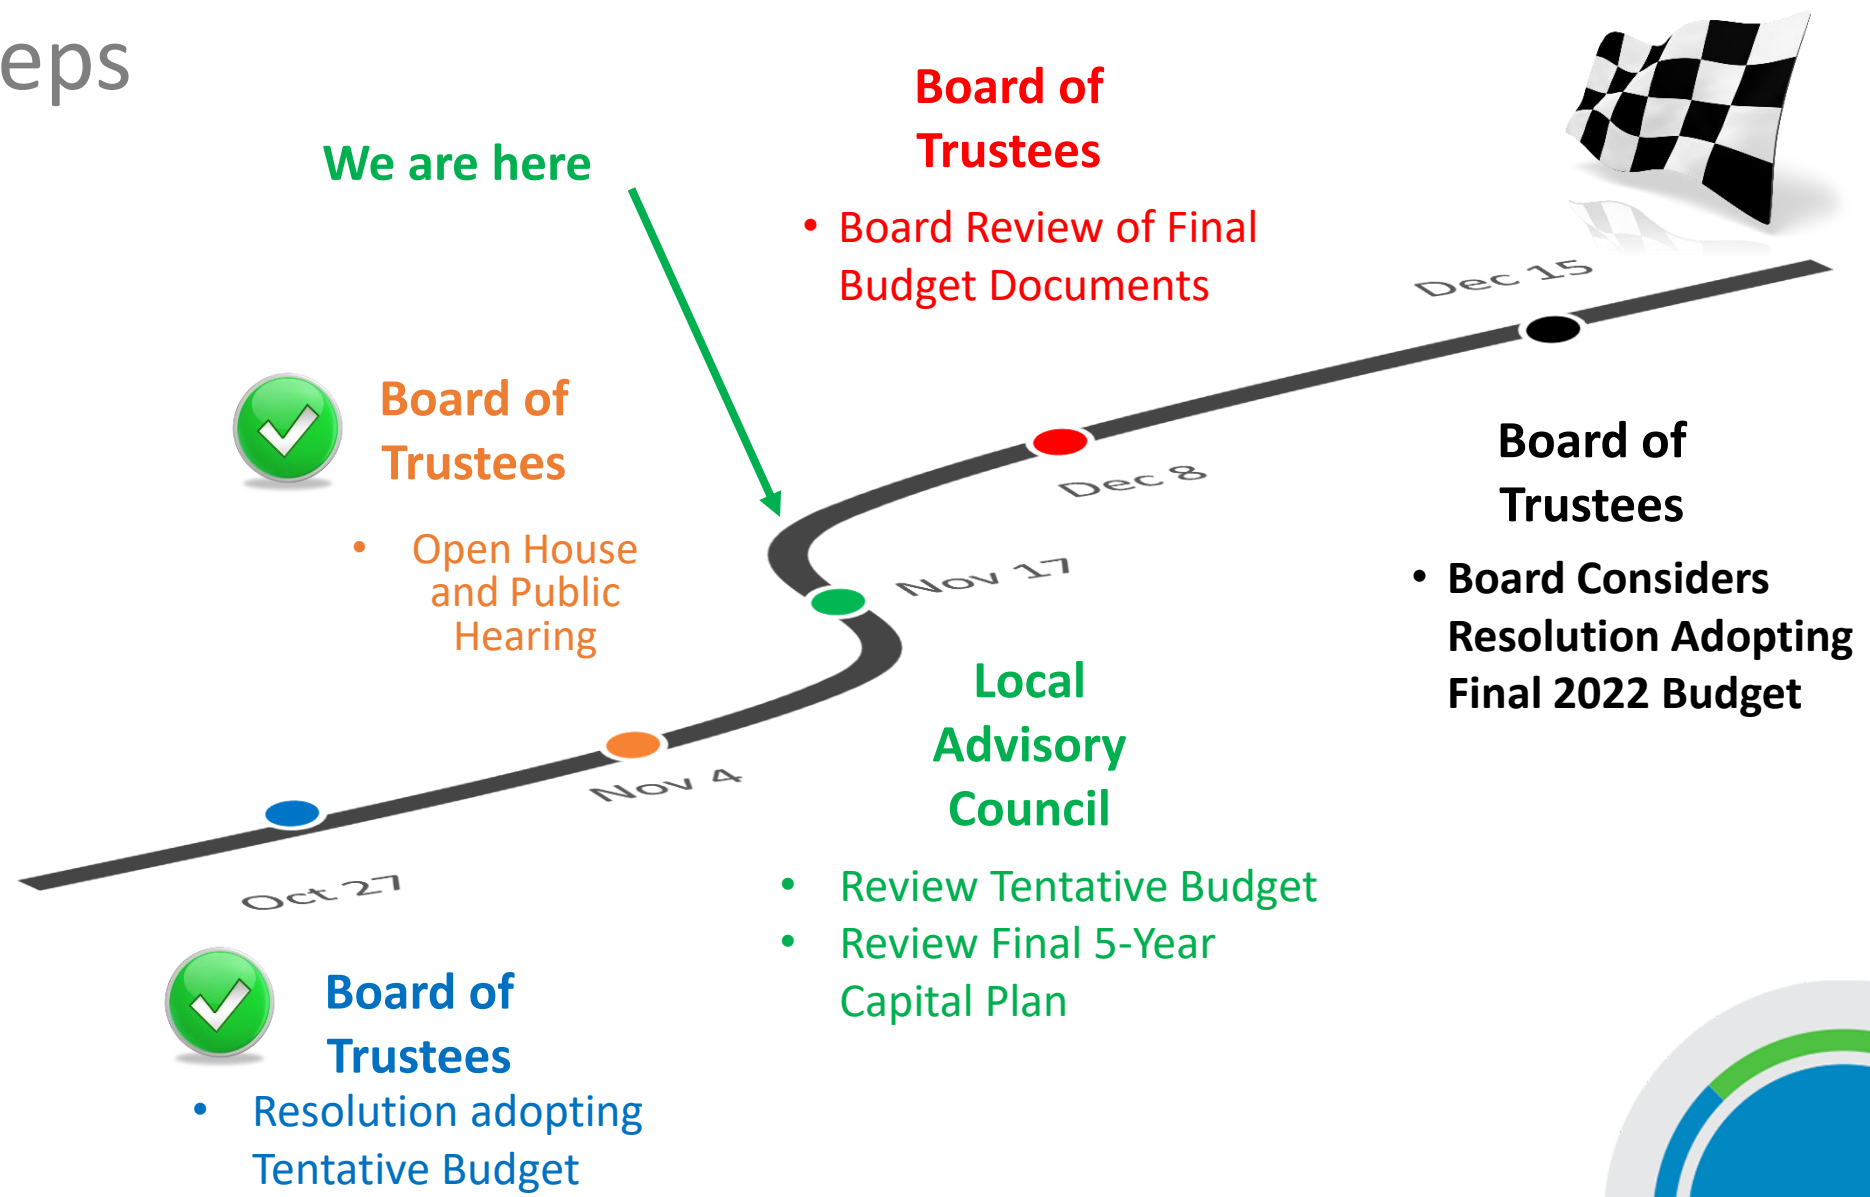 eps
We are here
Board of
Trustees
• Board Review of Final
Budget Documents
Dec 15
Board of
Trustees
• Open House
and Public
Hearing
Dec 8
Board of
Trustees
• Board Considers
Resolution Adopting
Final 2022 Budget
Nov 17
Local
Advisory
Council
• Review Tentative Budget
• Review Final 5-Year
Capital Plan
Nov 4
Oct 27
Board of
Trustees
• Resolution adopting
Tentative Budget